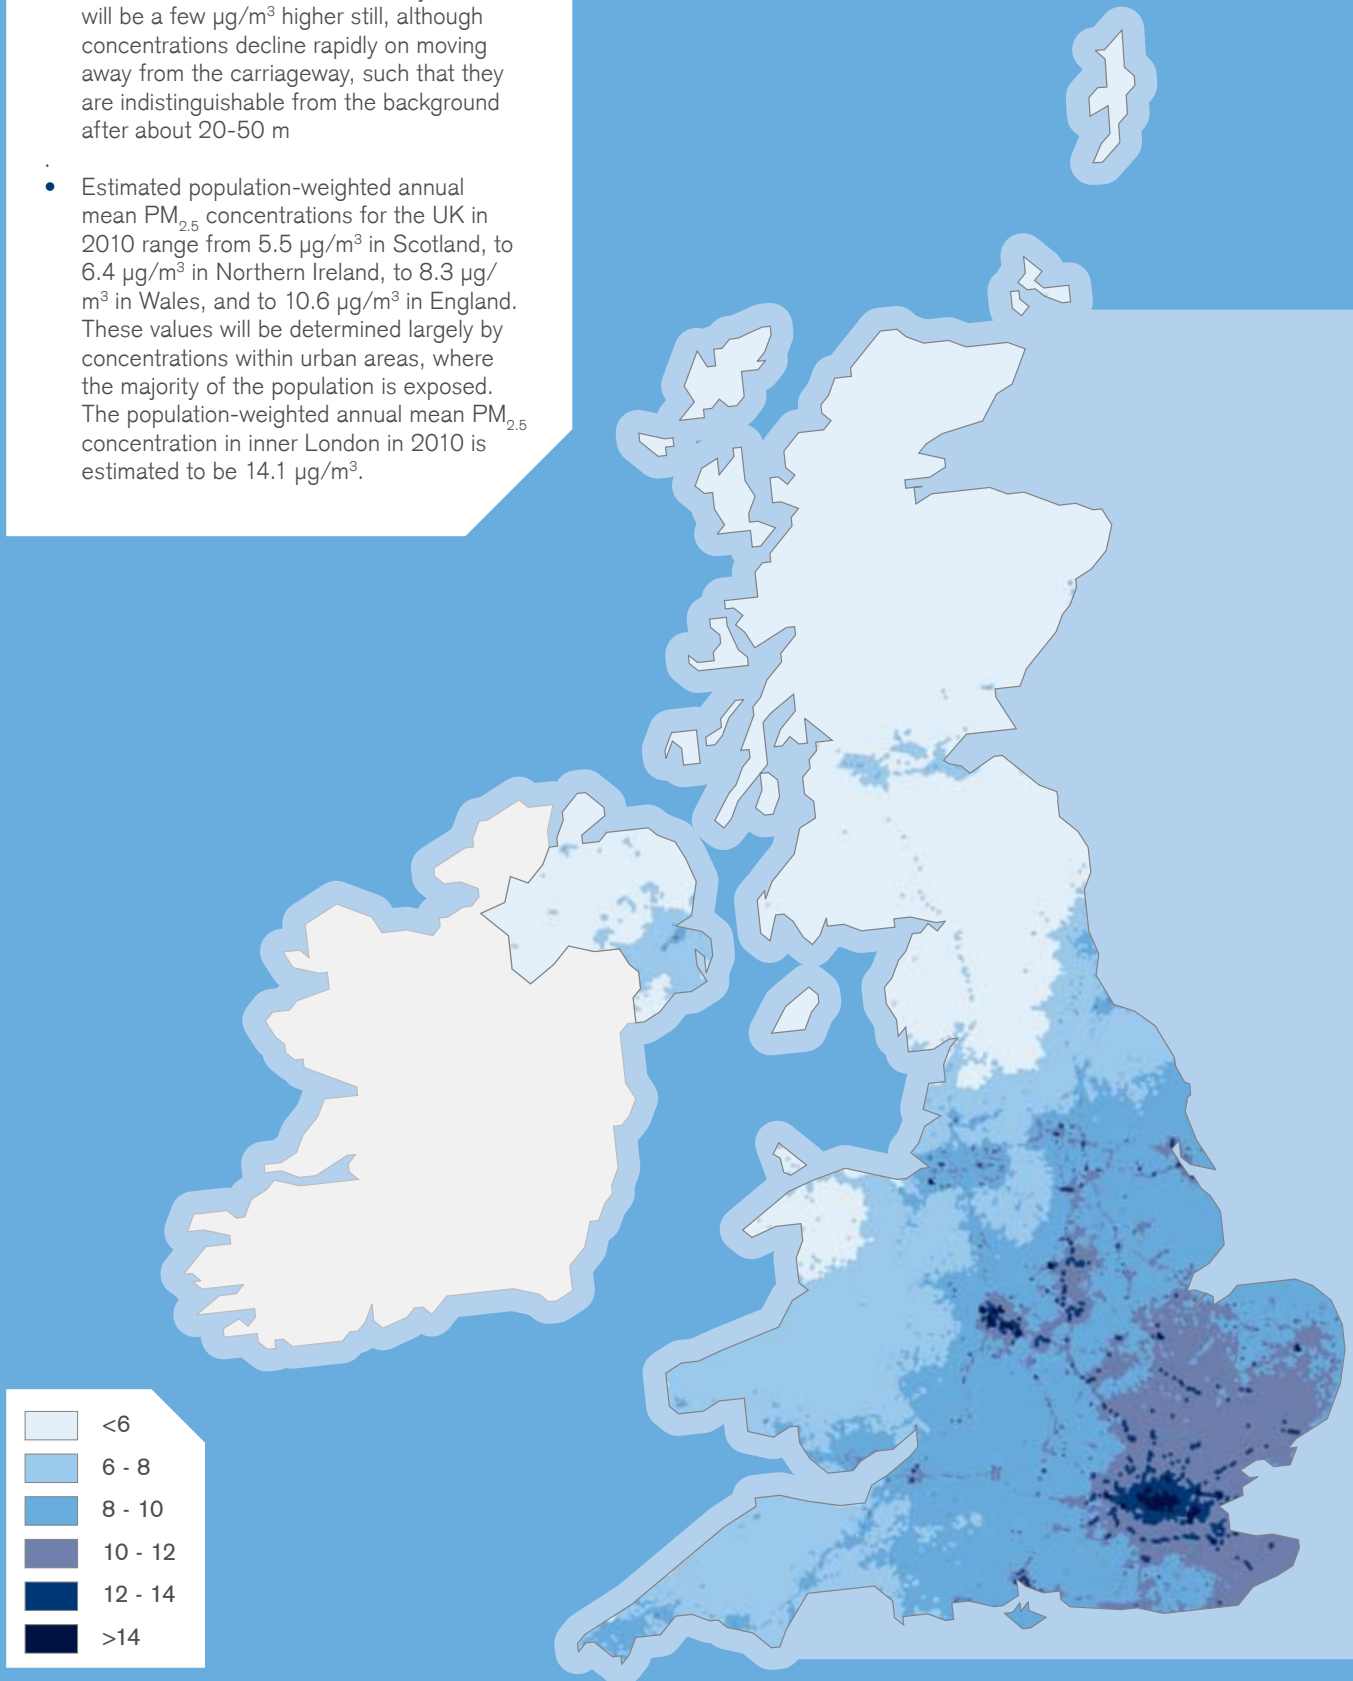 will be a few µg/m³ higher still, although
concentrations decline rapidly on moving
away from the carriageway, such that they
are indistinguishable from the background
after about 20-50 m
.
• Estimated population-weighted annual
mean PM₂.₅ concentrations for the UK in
2010 range from 5.5 µg/m³ in Scotland, to
6.4 µg/m³ in Northern Ireland, to 8.3 µg/
m³ in Wales, and to 10.6 µg/m³ in England.
These values will be determined largely by
concentrations within urban areas, where
the majority of the population is exposed.
The population-weighted annual mean PM₂.₅
concentration in inner London in 2010 is
estimated to be 14.1 µg/m³.
<6
6 - 8
8 - 10
10 - 12
12 - 14
>14